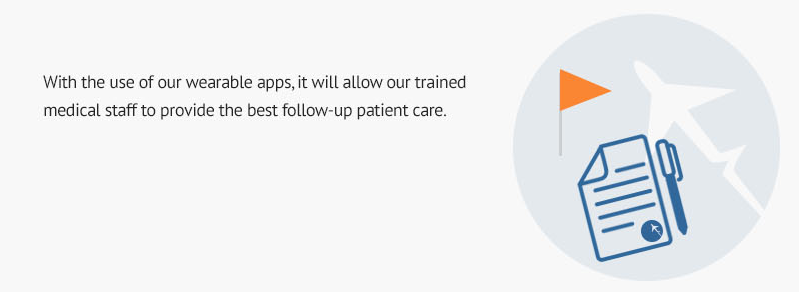 With the use of our wearable apps, it will allow our trained
medical staff to provide the best follow-up patient care.